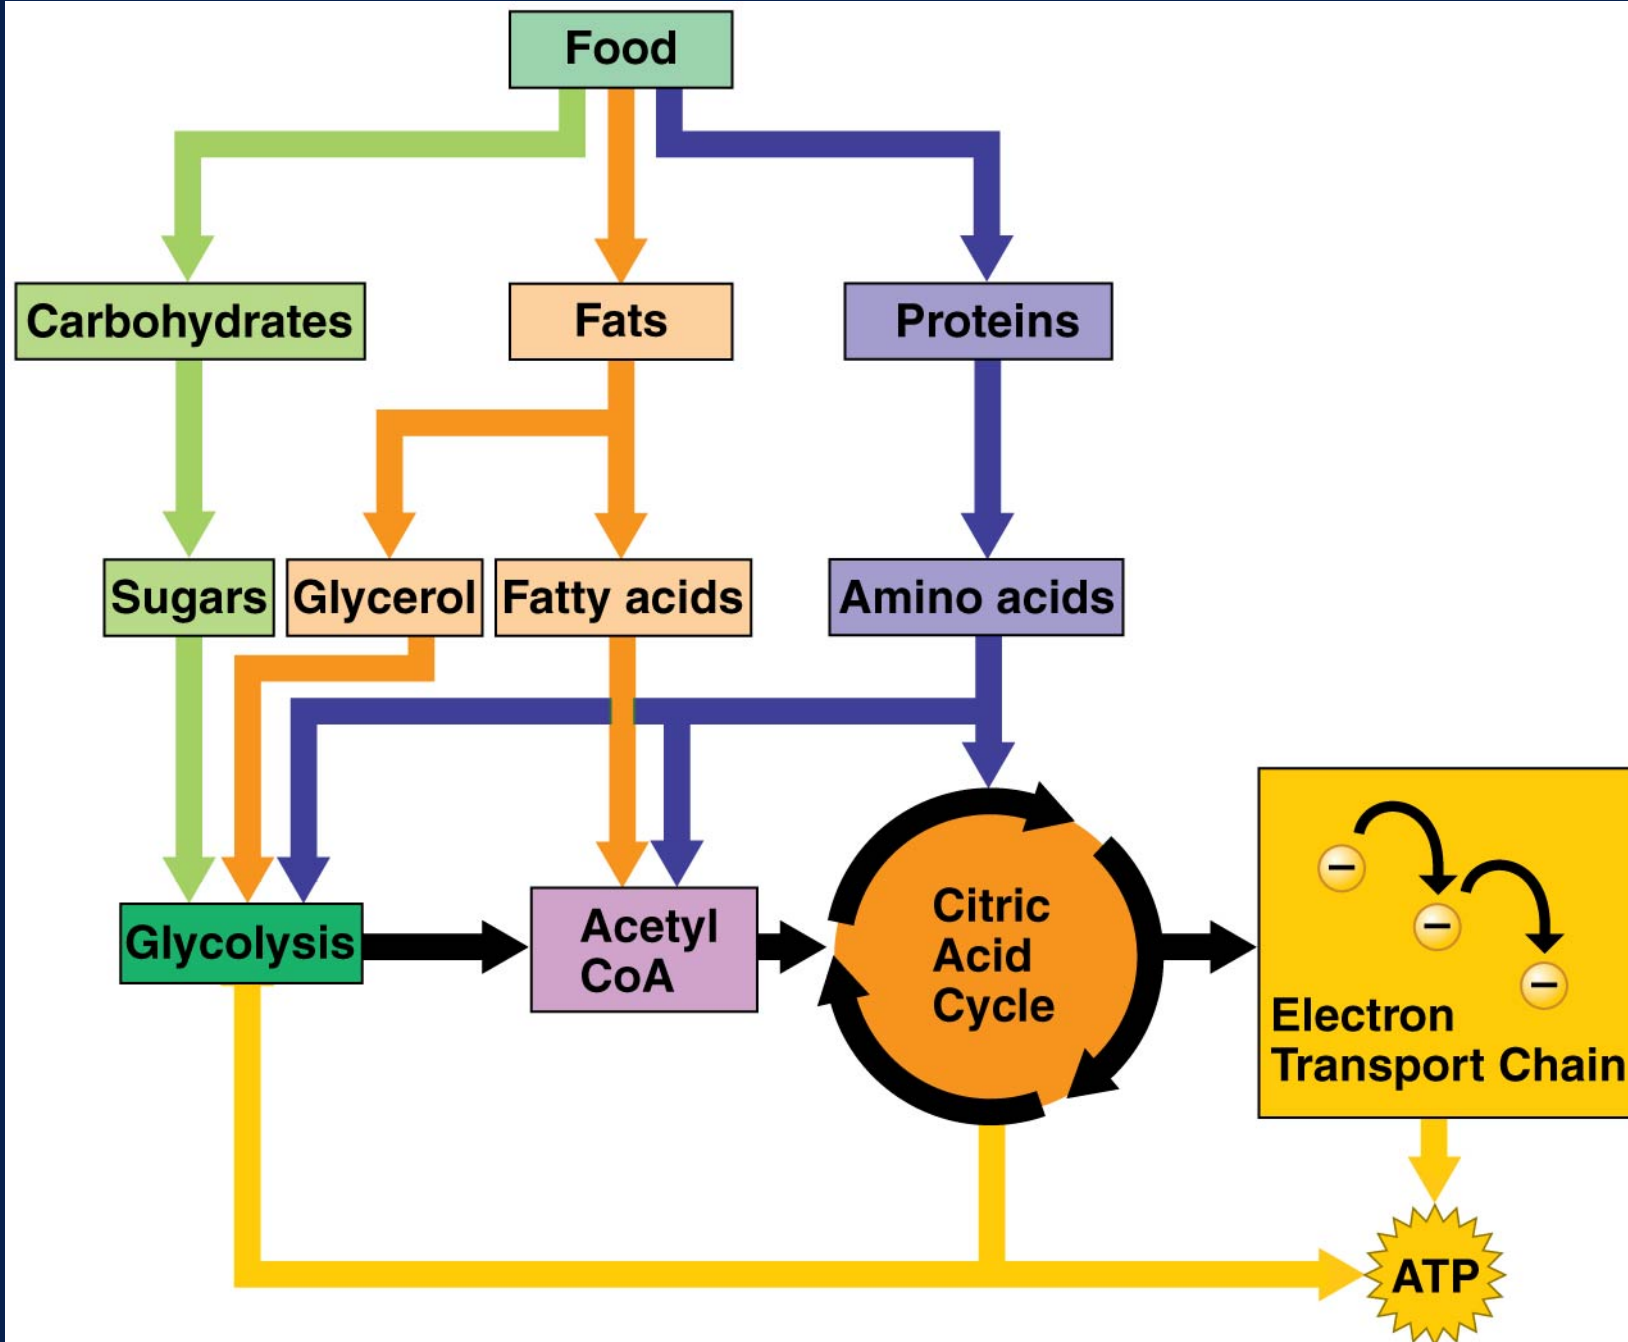 Food
Carbohydrates
Fats
Proteins
Sugars
Glycerol
Fatty acids
Amino acids
Glycolysis
Acetyl
CoA
Citric
Acid
Cycle
−
−
−
Electron
Transport Chain
ATP